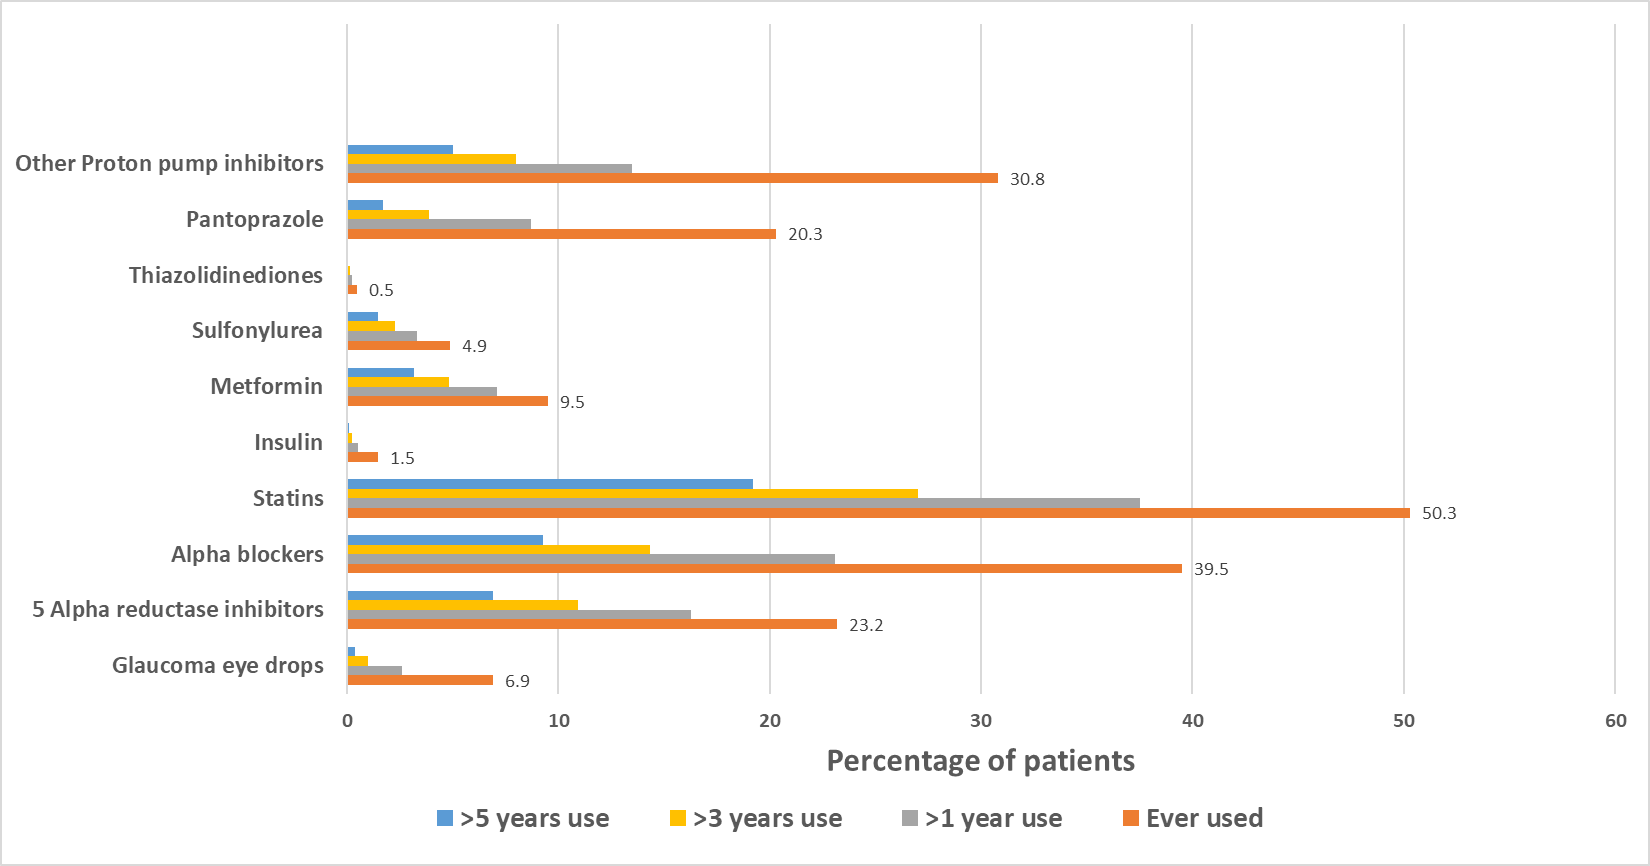 Other Proton pump inhibitors
30.8
Pantoprazole
20.3
Thiazolidinediones
0.5
Sulfonylurea
4.9
Metformin
9.5
Insulin
1.5
Statins
50.3
Alpha blockers
39.5
5 Alpha reductase inhibitors
23.2
Glaucoma eye drops
6.9
0 10 20 30 40 50 60
Percentage of patients
>5 years use >3 years use >1 year use Ever used